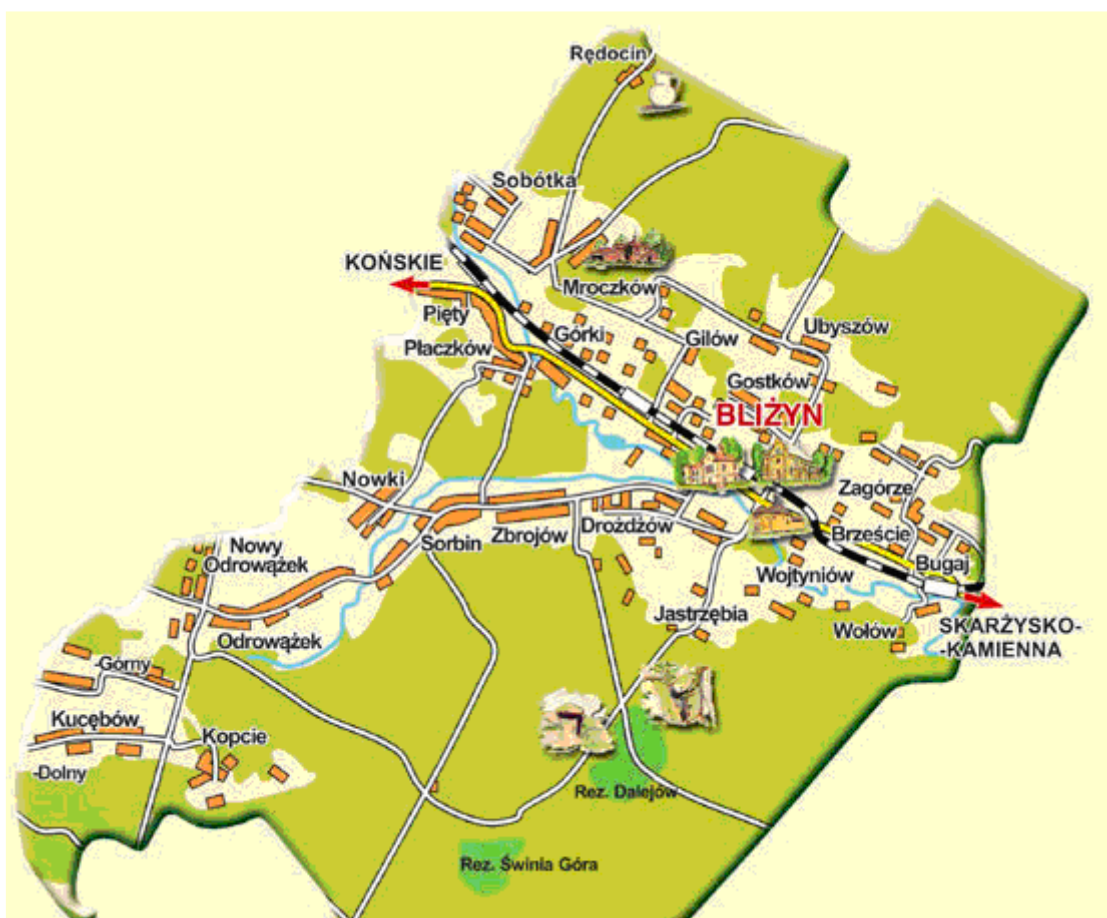 Rędocin
Sobótka
KOŃSKIE
Mroczków
Pięty
Górki
Ubyszów
Gilów
Płaczków
Gostków
BLIŻYN
Nowki
Zagórze
Zbrojów
Drożdżów
Brzeście
Sorbin
Nowy
Odrowążek
Bugaj
Wojtyniów
Jastrzębia
Odrowążek
Wołów
SKARŻYSKO-
-KAMIENNA
-Górny
Kucębów
Kopcie
-Dolny
Rez. Dalejów
Rez. Świnia Góra